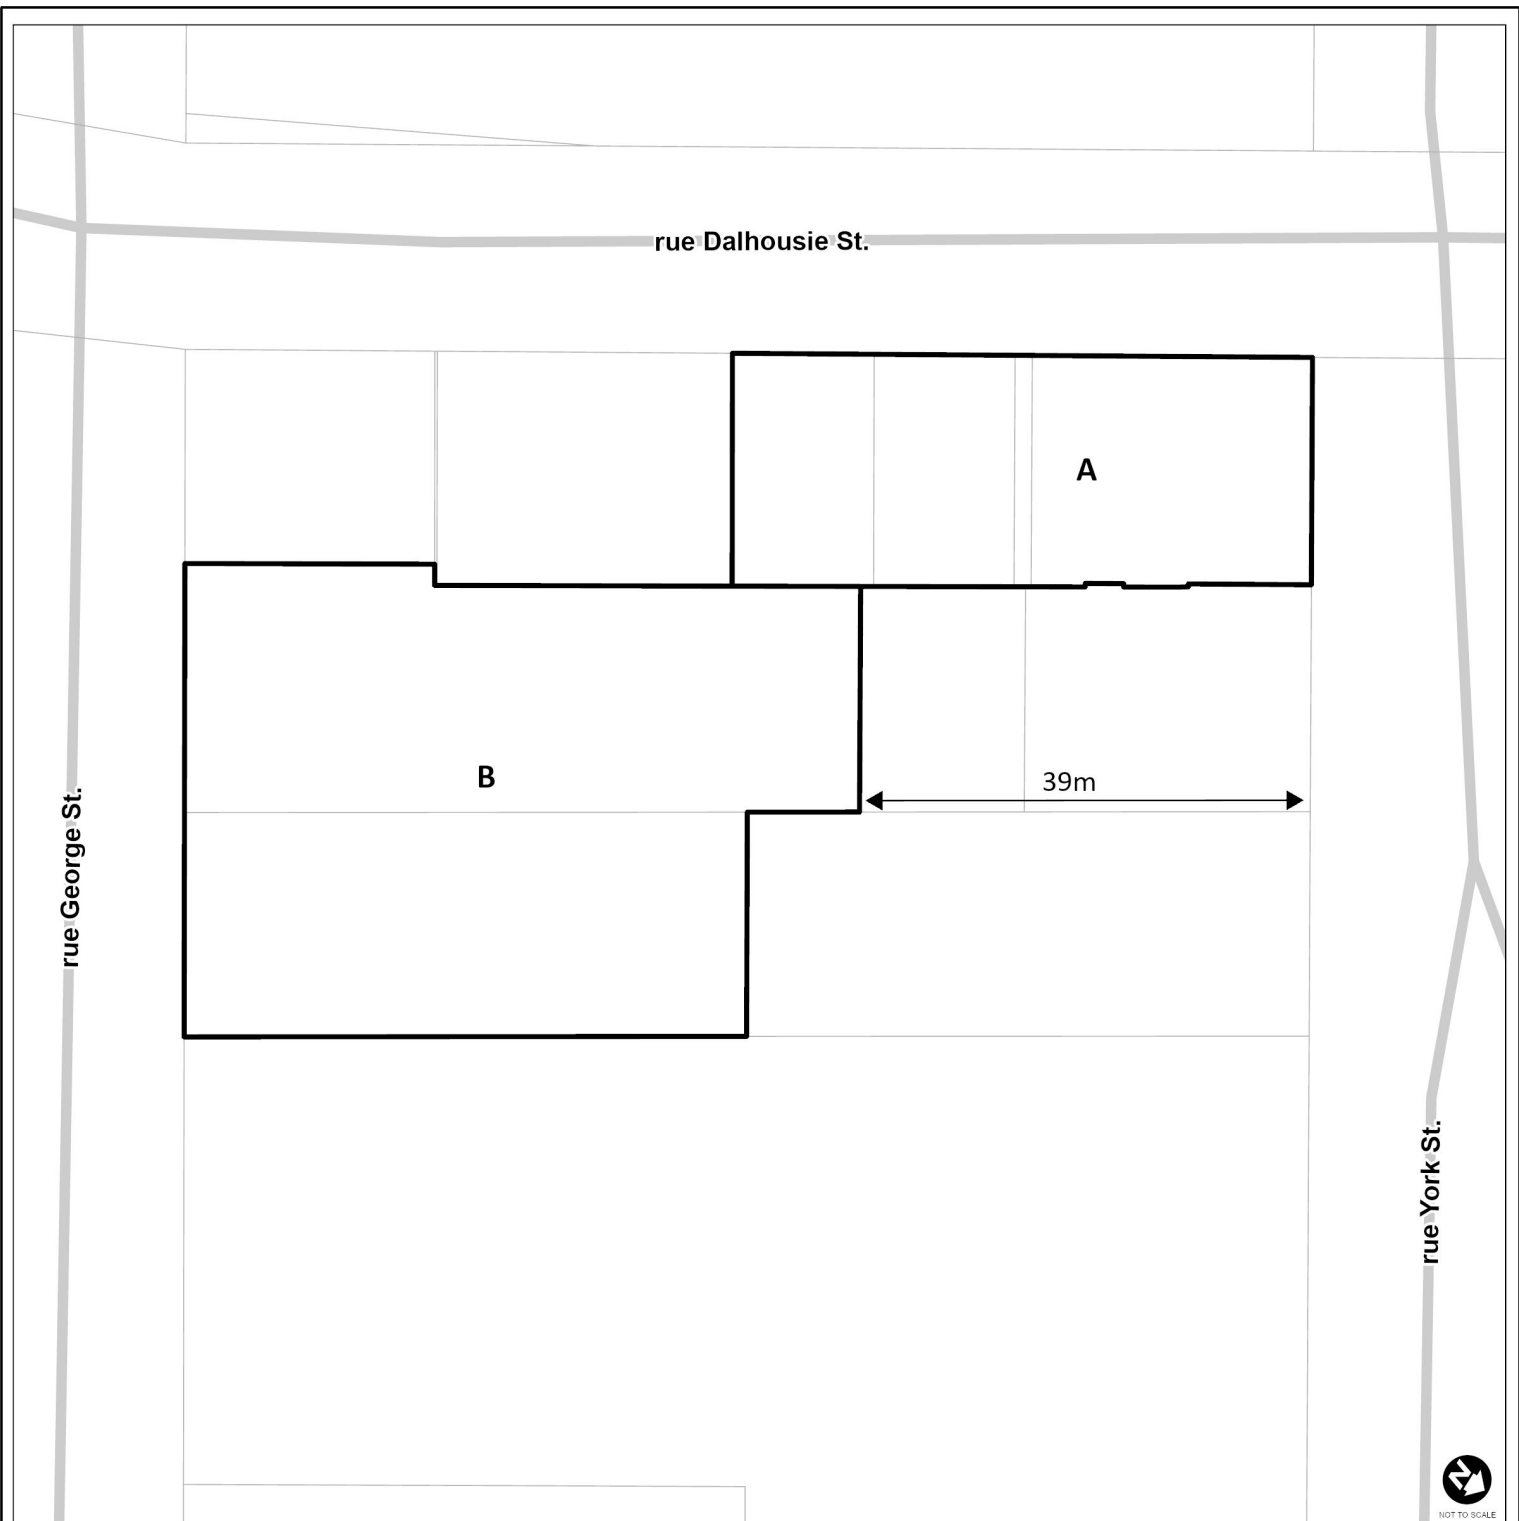 rue Dalhousie St.
A
B
39m
rue George St.
rue York St.
N
NOT TO SCALE